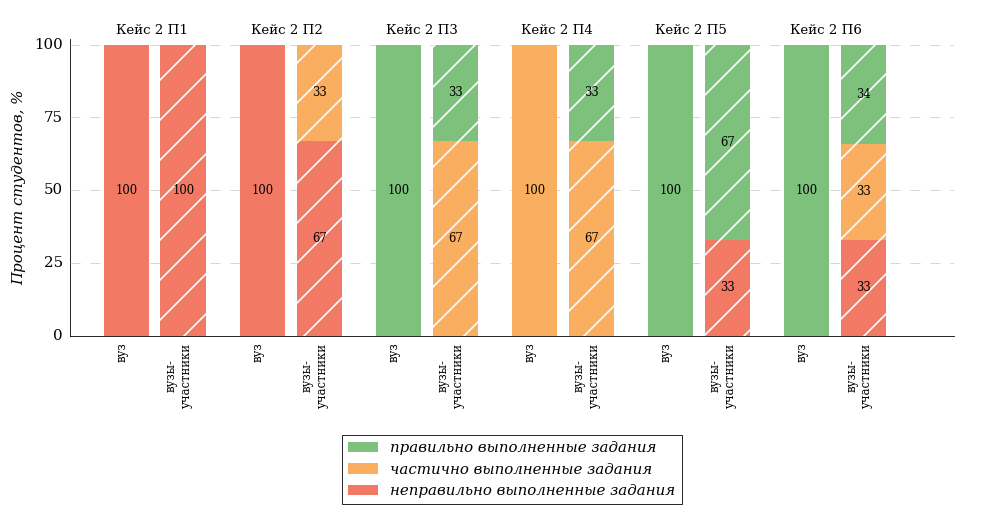 Кейс 2 П1 Кейс 2 П2 Кейс 2 П3 Кейс 2 П4 Кейс 2 П5 Кейс 2 П6
Процент студентов, %
100
75
50
25
0
100 100 100 33 67 100 33 67 100 33 67 100 67 33 100 34 33 33
вуз
вузы-
участники
вуз
вузы-
участники
вуз
вузы-
участники
вуз
вузы-
участники
вуз
вузы-
участники
вуз
вузы-
участники
правильно выполненные задания
частично выполненные задания
неправильно выполненные задания